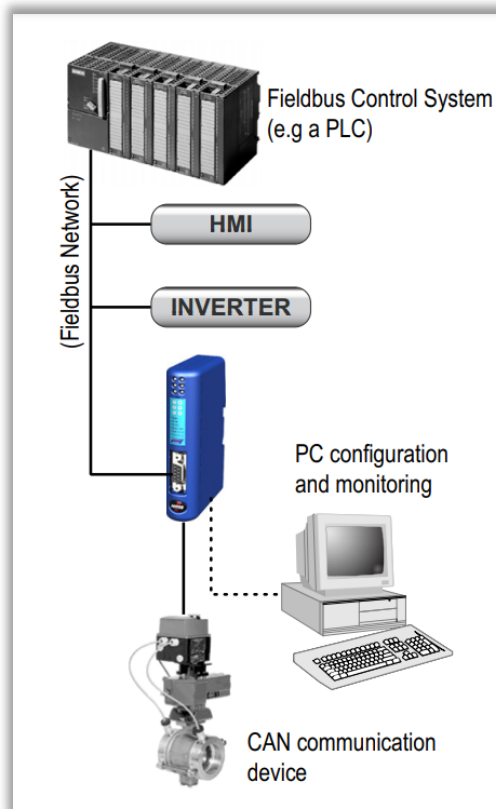 Fieldbus Control System
(e.g a PLC)
(Fieldbus Network)
HMI
INVERTER
PC configuration
and monitoring
CAN communication
device